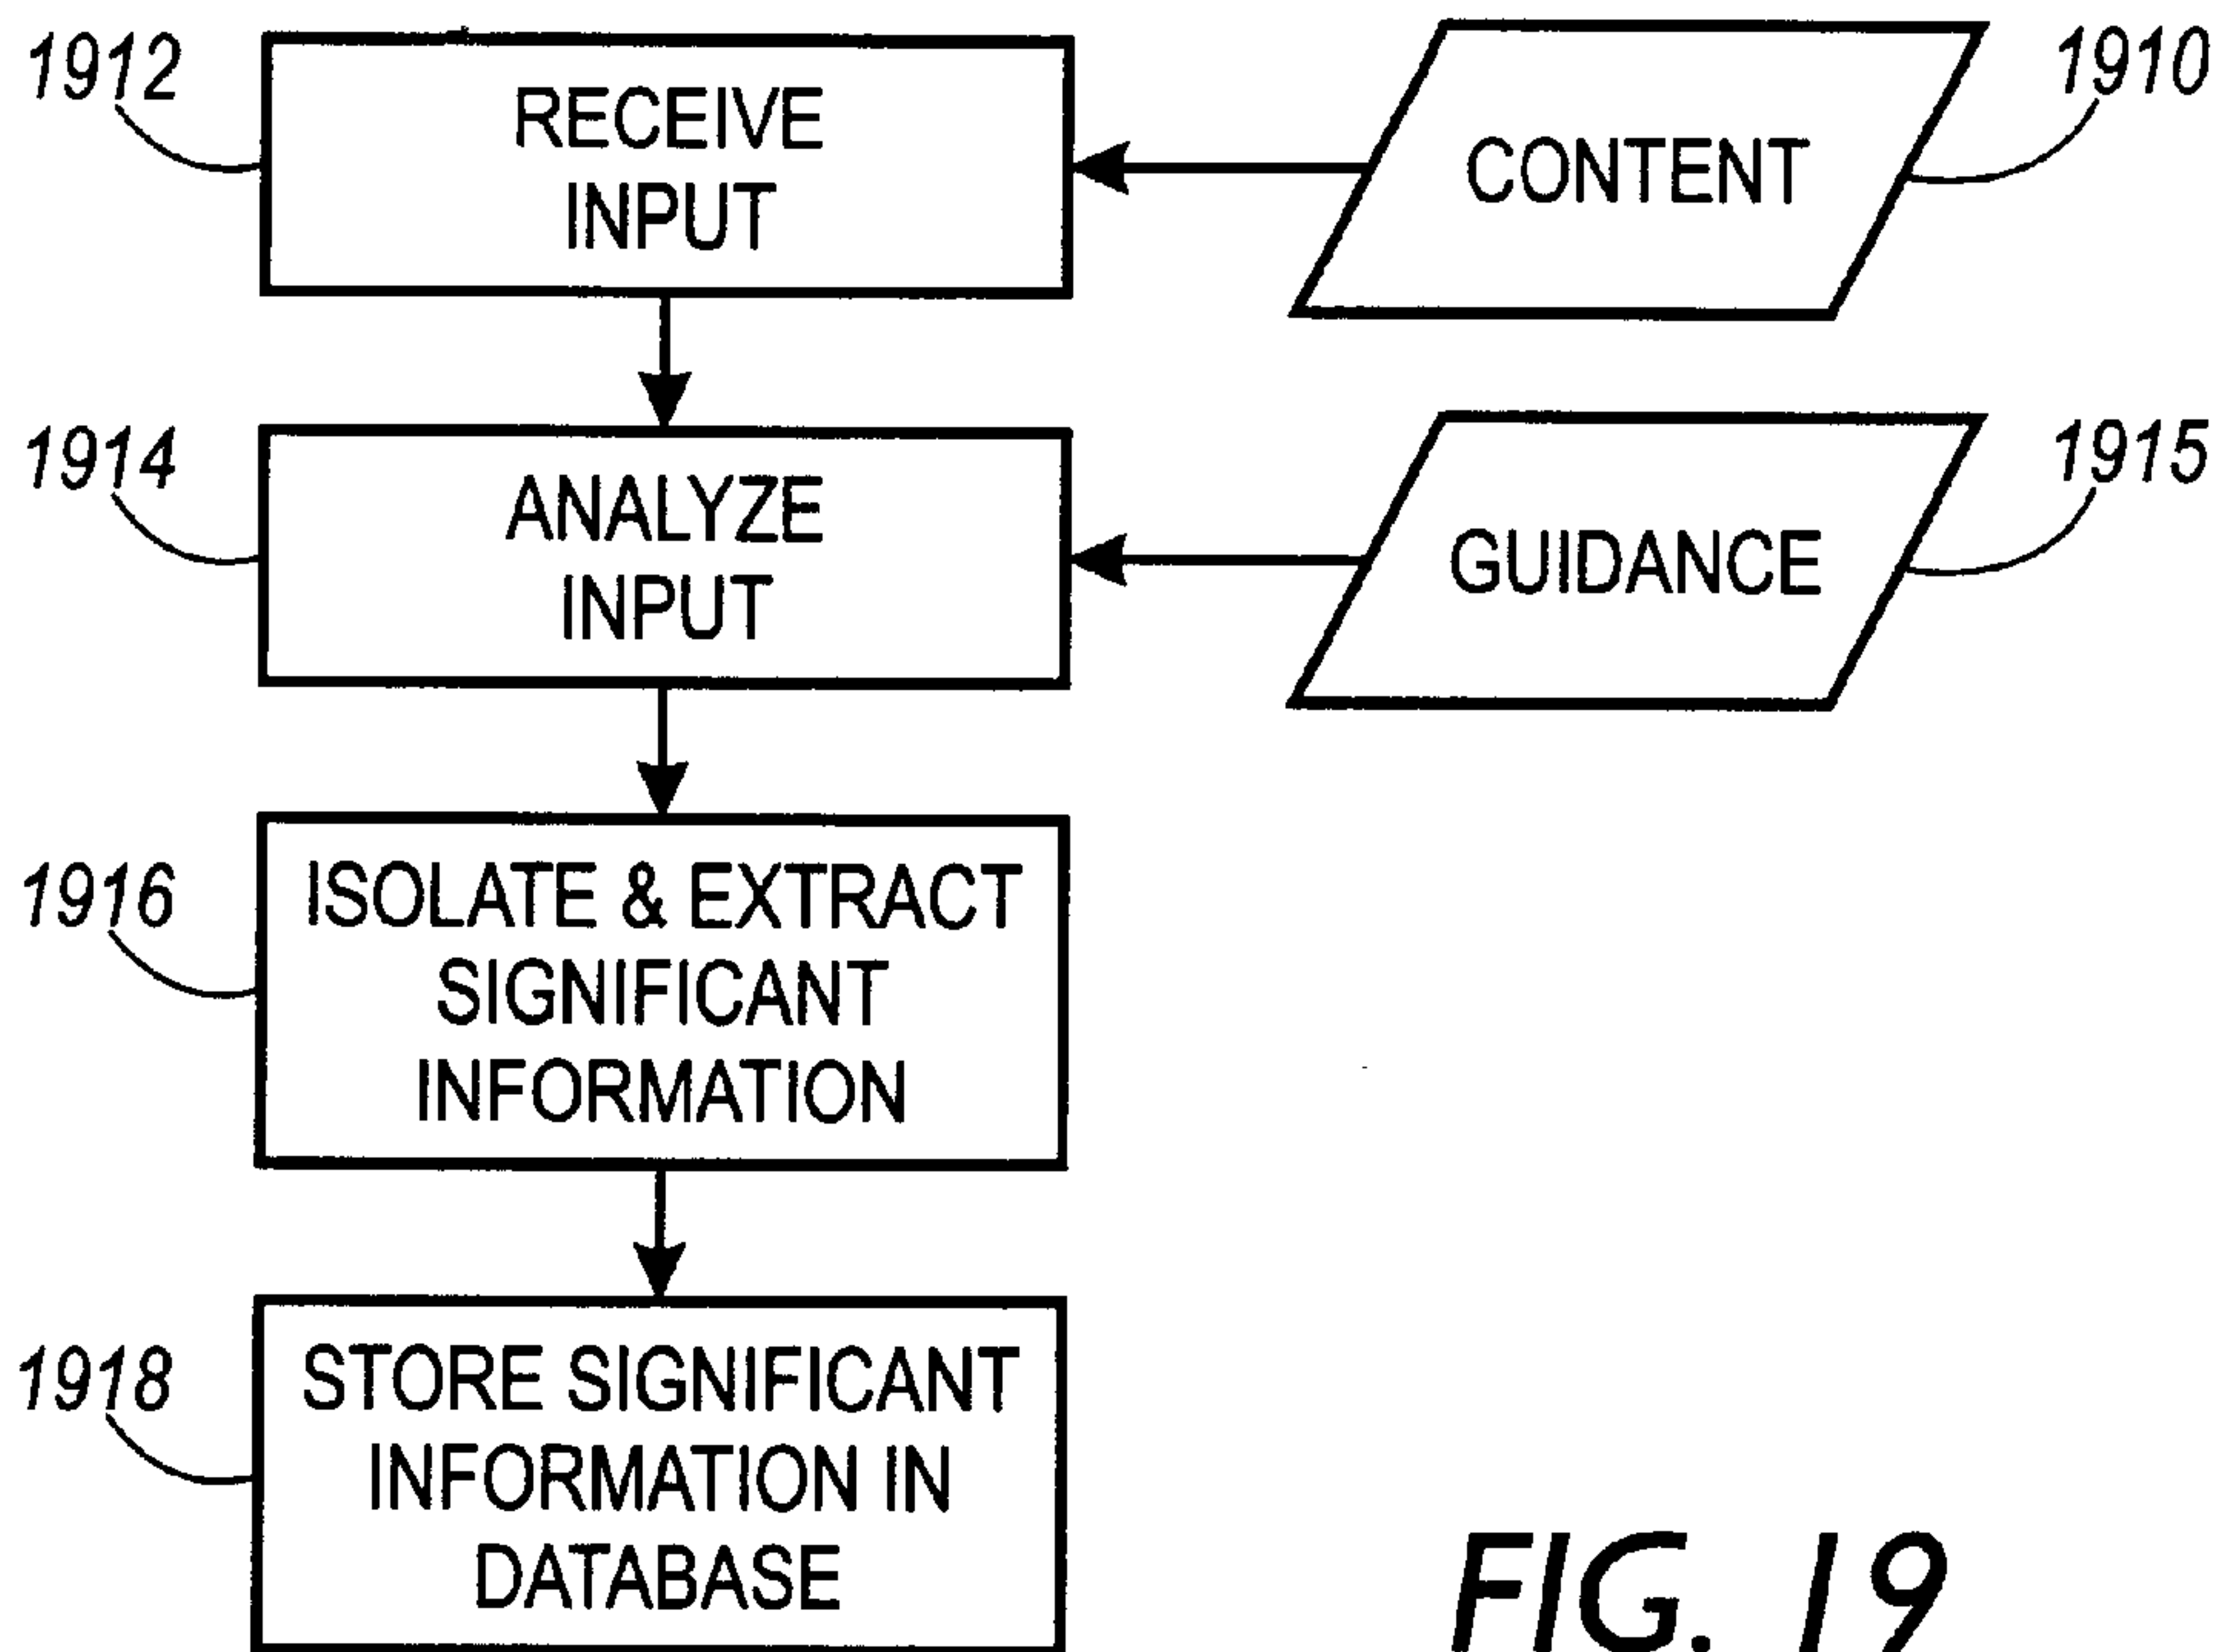 1912
RECEIVE
INPUT
CONTENT
1910
1914
ANALYZE
INPUT
GUIDANCE
1915
1916
ISOLATE & EXTRACT
SIGNIFICANT
INFORMATION
1918
STORE SIGNIFICANT
INFORMATION IN
DATABASE
FIG. 19